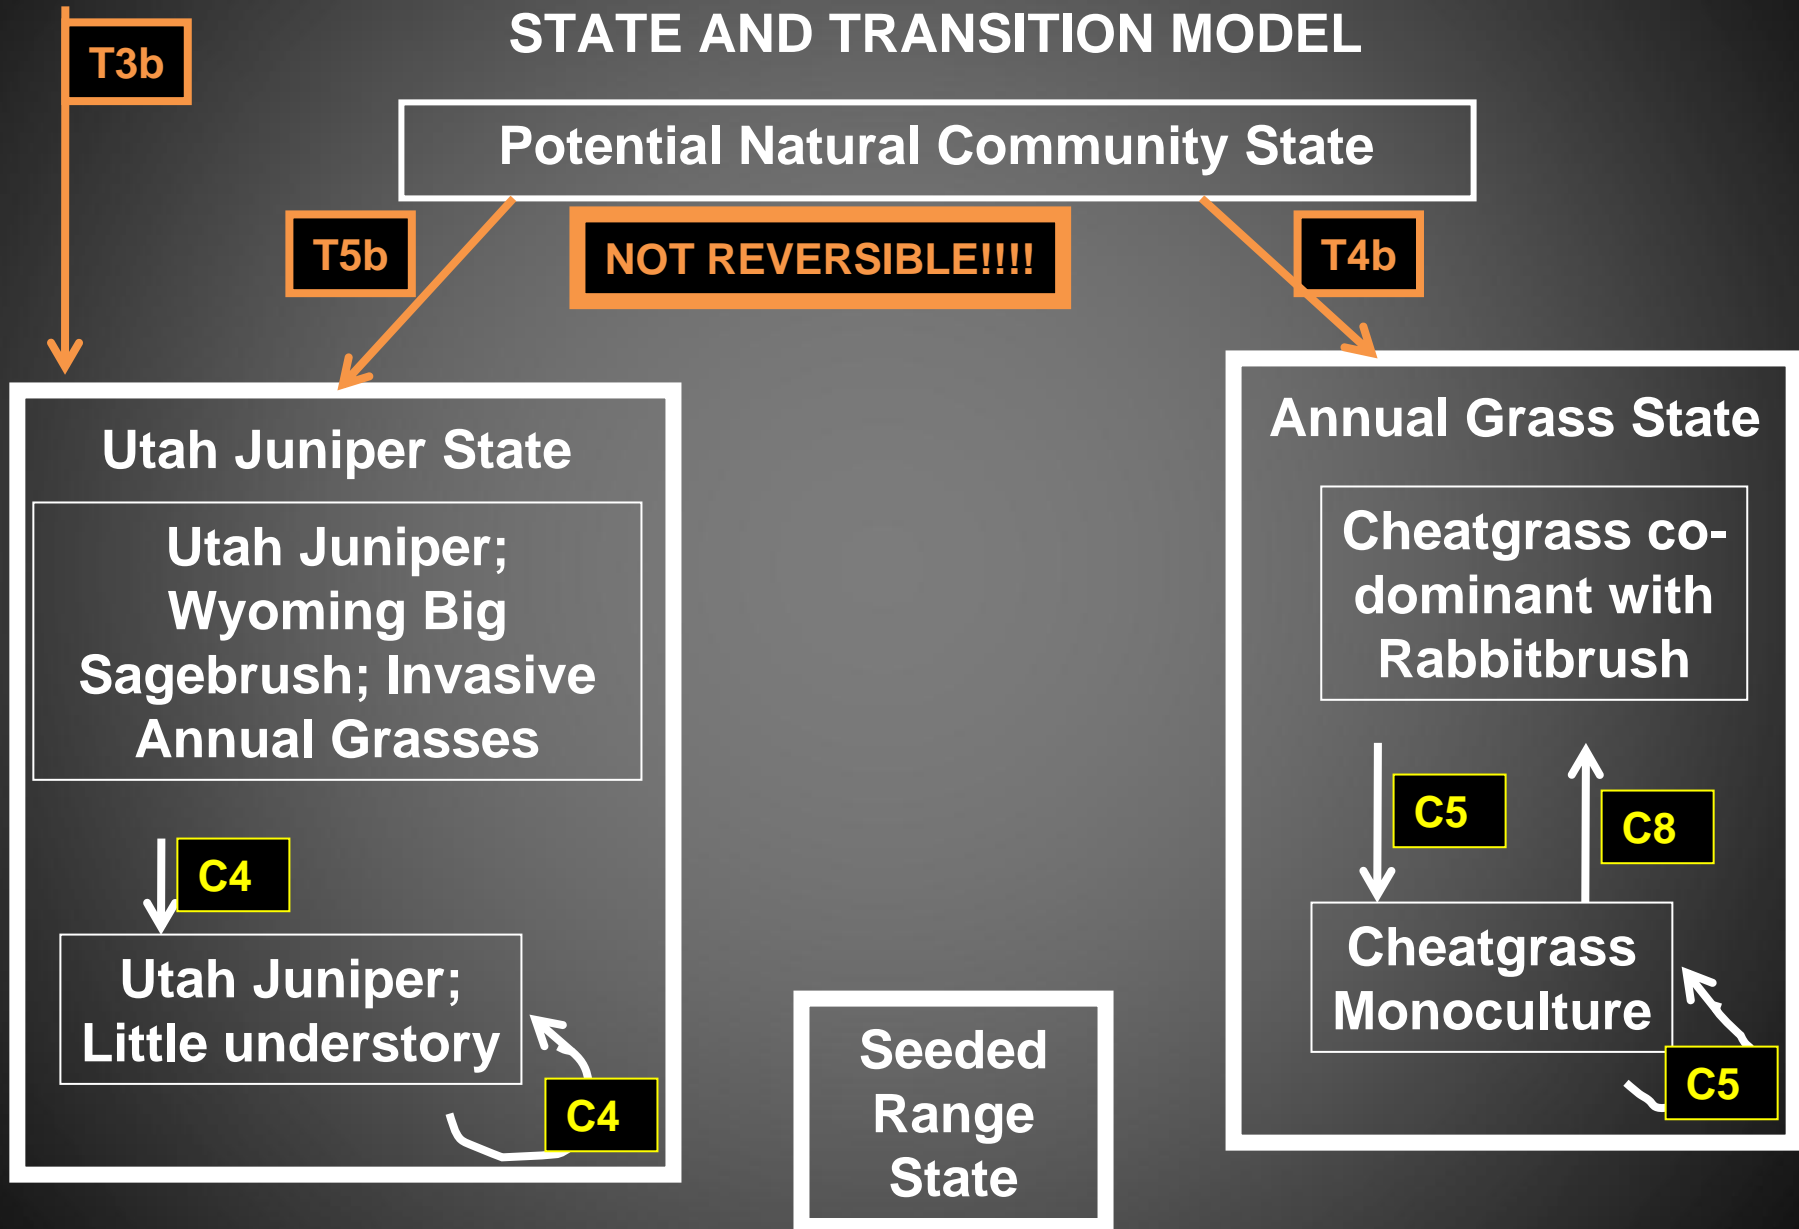 STATE AND TRANSITION MODEL
T3b
Potential Natural Community State
T5b
NOT REVERSIBLE!!!!
T4b
Utah Juniper State
Utah Juniper;
Wyoming Big
Sagebrush; Invasive
Annual Grasses
C4
Utah Juniper;
Little understory
C4
Seeded
Range
State
Annual Grass State
Cheatgrass co-
dominant with
Rabbitbrush
C5
C8
Cheatgrass
Monoculture
C5